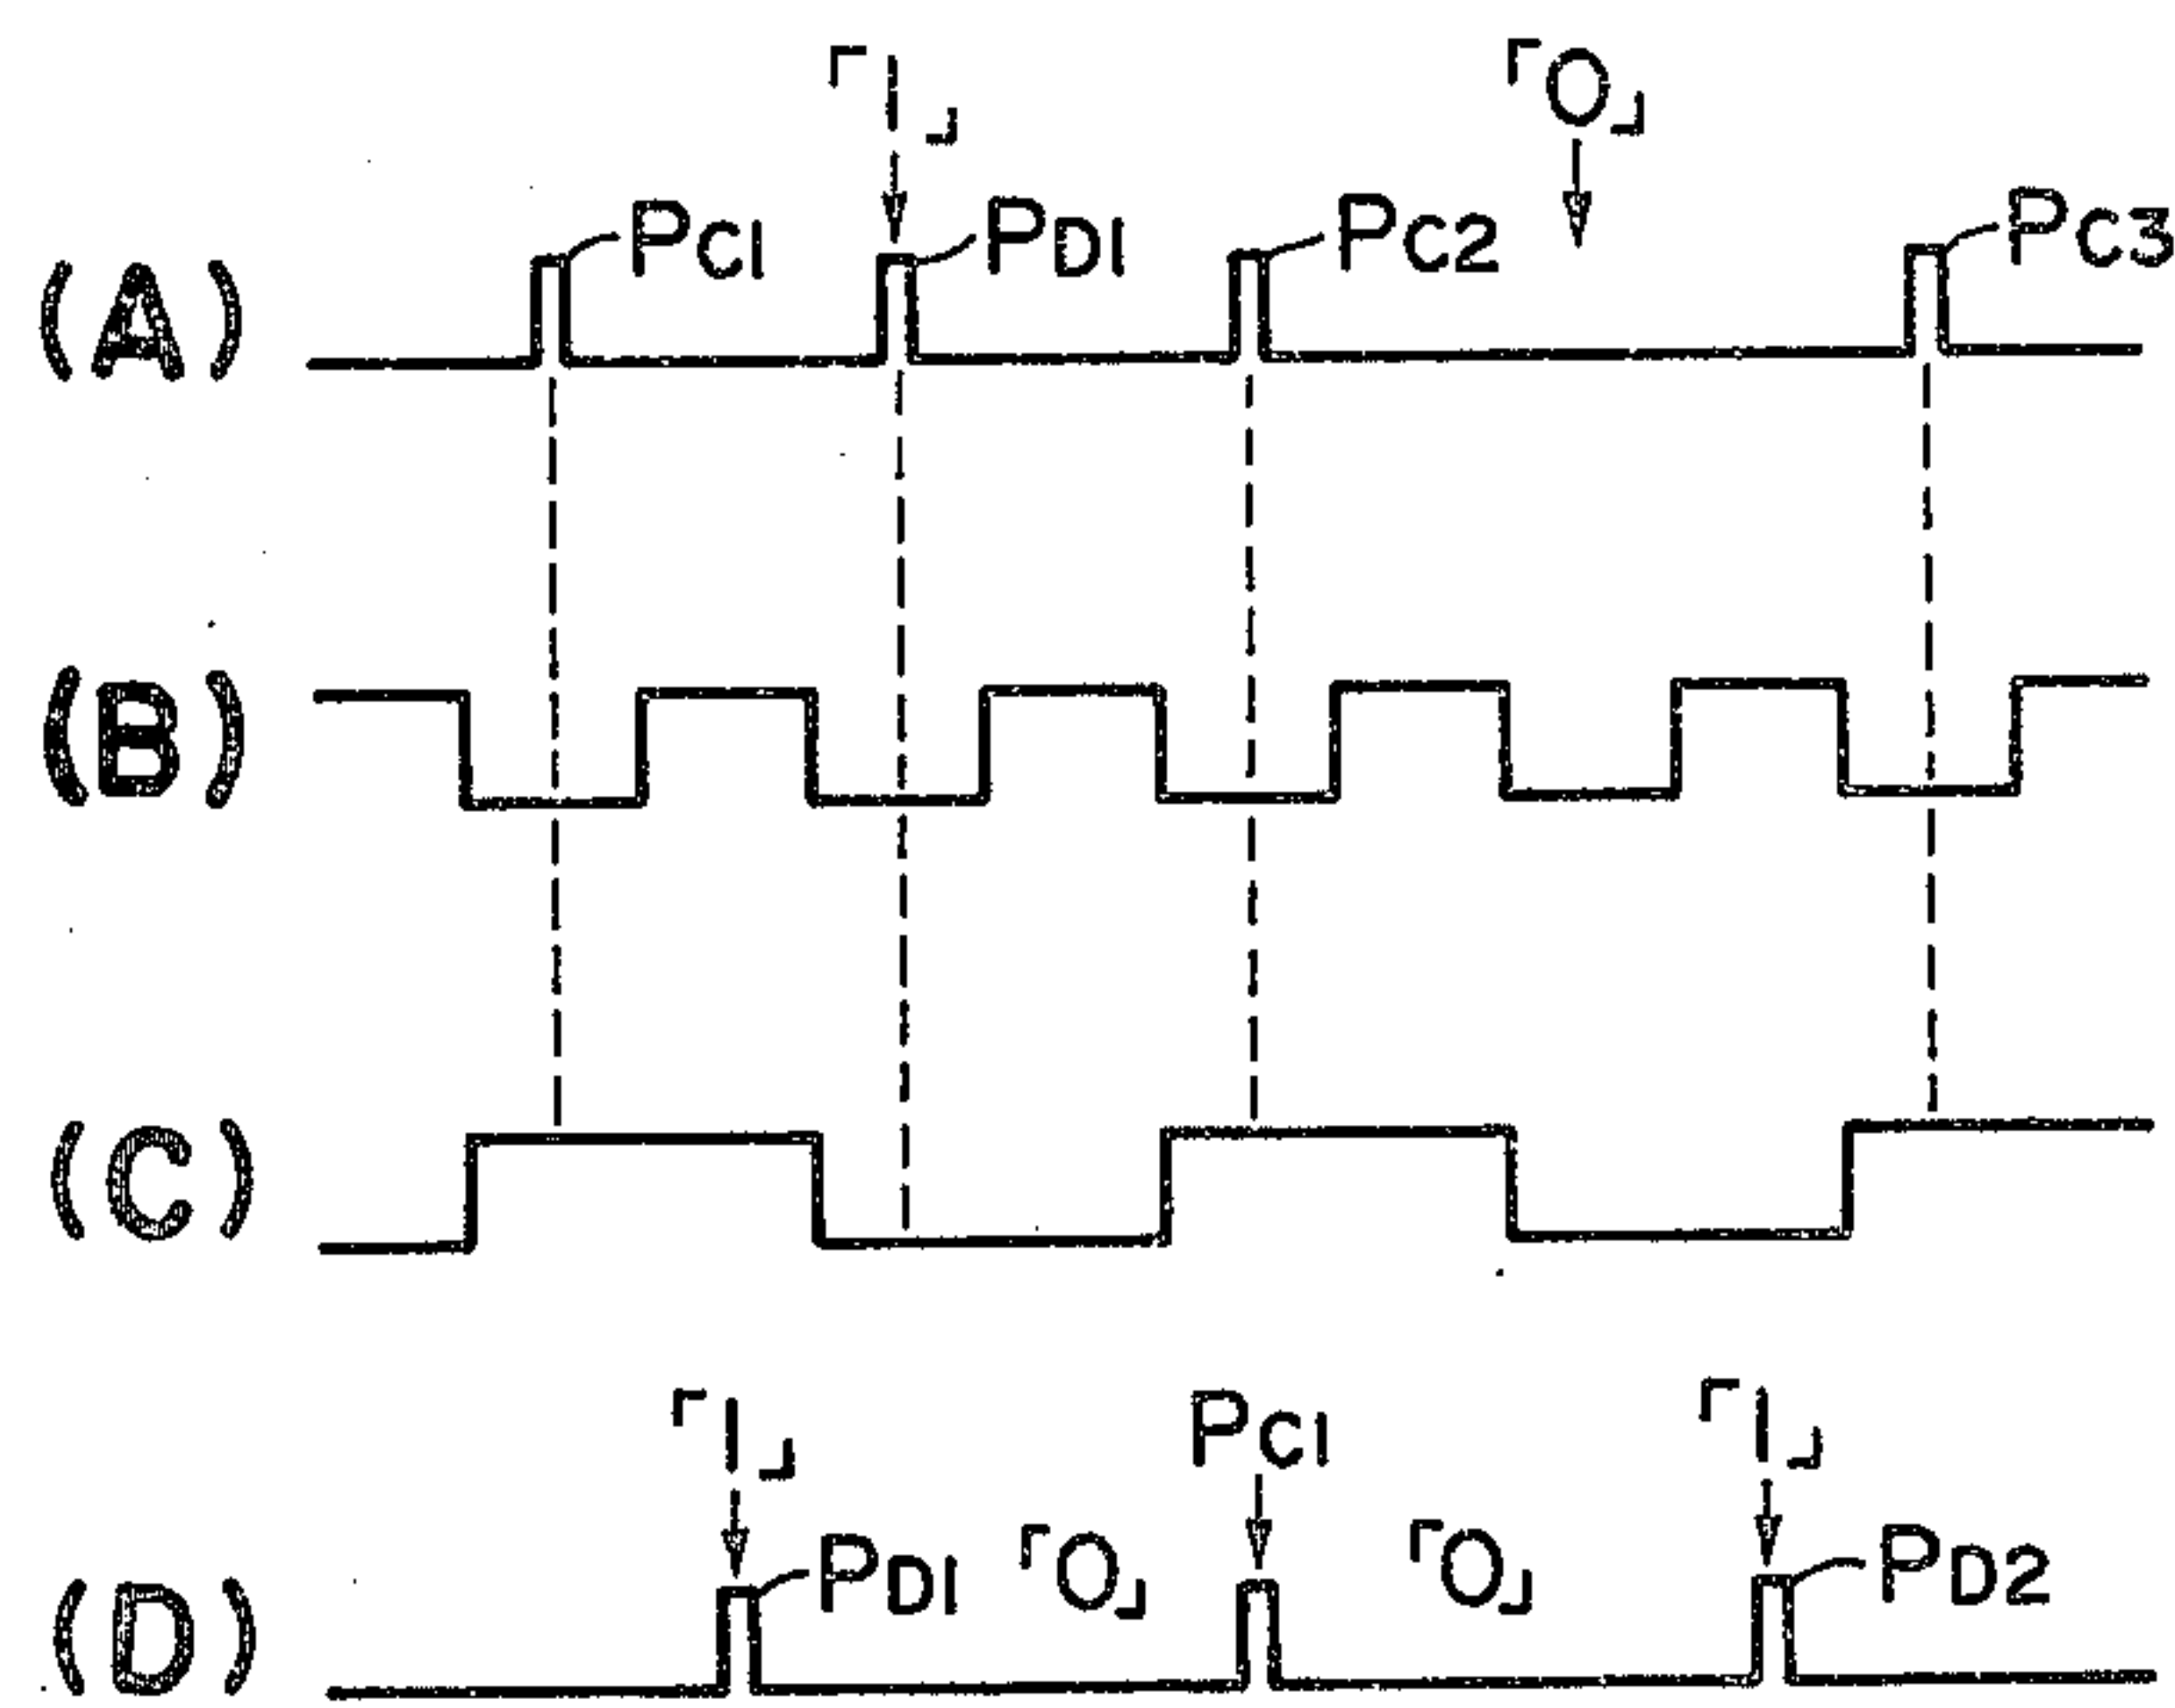 「1」 「0」
(A) PC1 PD1 PC2 PC3
(B)
(C)
「1」 PC1 「1」
(D) PD1 「0」 「0」 PD2